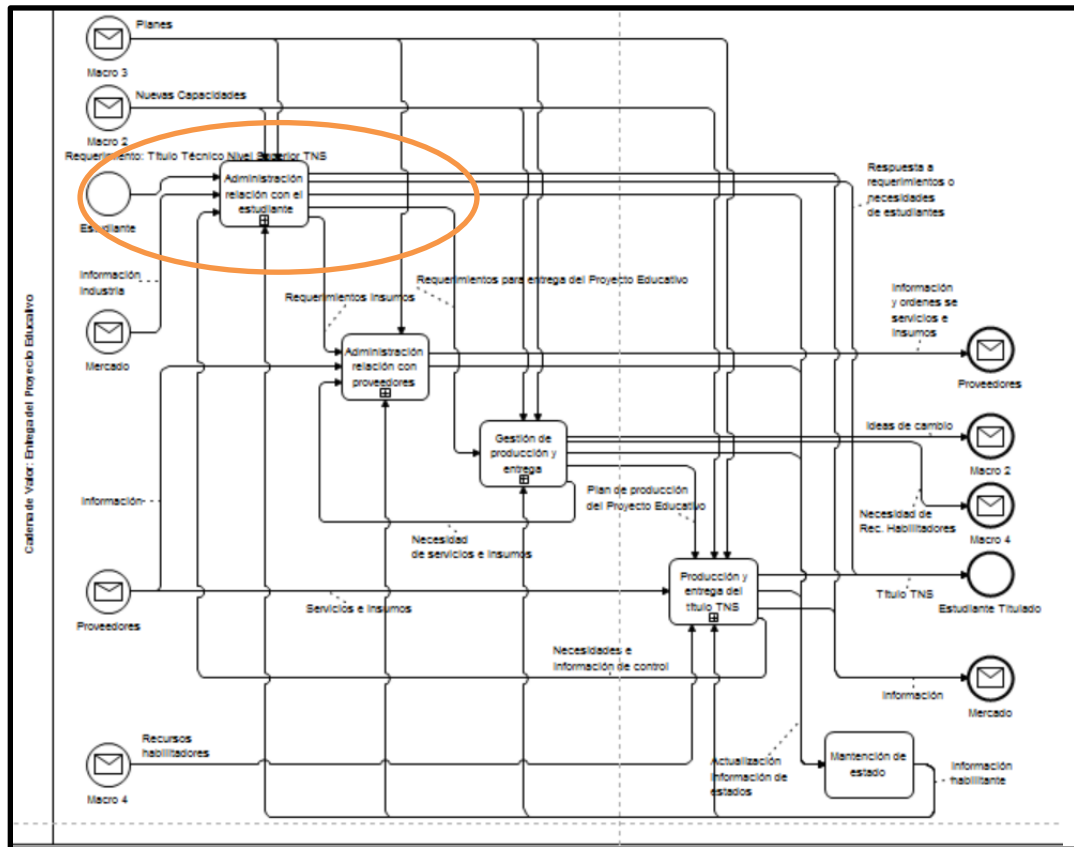 Planes
Macro 3
Nuevas Capacidades
Macro 2
Requerimiento: Título Técnico Nivel Superior TNS
Administración
relación con el
estudiante
Estudiante
Respuesta a
requerimientos o
necesidades
de estudiantes
Información
Industria
Mercado
Requerimientos para entrega del Proyecto Educativo
Requerimientos Insumos
Información
y ordenes se
servicios e
Insumos
Proveedores
Administración
relación con
proveedores
Cadena de Valor: Entrega del Proyecto Educativo
Ideas de cambio
Macro 2
Gestión de
producción y
entrega
Plan de producción
del Proyecto Educativo
Necesidad de
Rec. Habilitadores
Macro 4
Información
Necesidad
de servicios e Insumos
Producción y
entrega del
título TNS
Título TNS
Estudiante Titulado
Proveedores
Servicios e Insumos
Necesidades e
Información de control
Información
Mercado
Recursos
habilitadores
Macro 4
Actualización
Información de
estados
Mantención de
estado
Información
habilitante